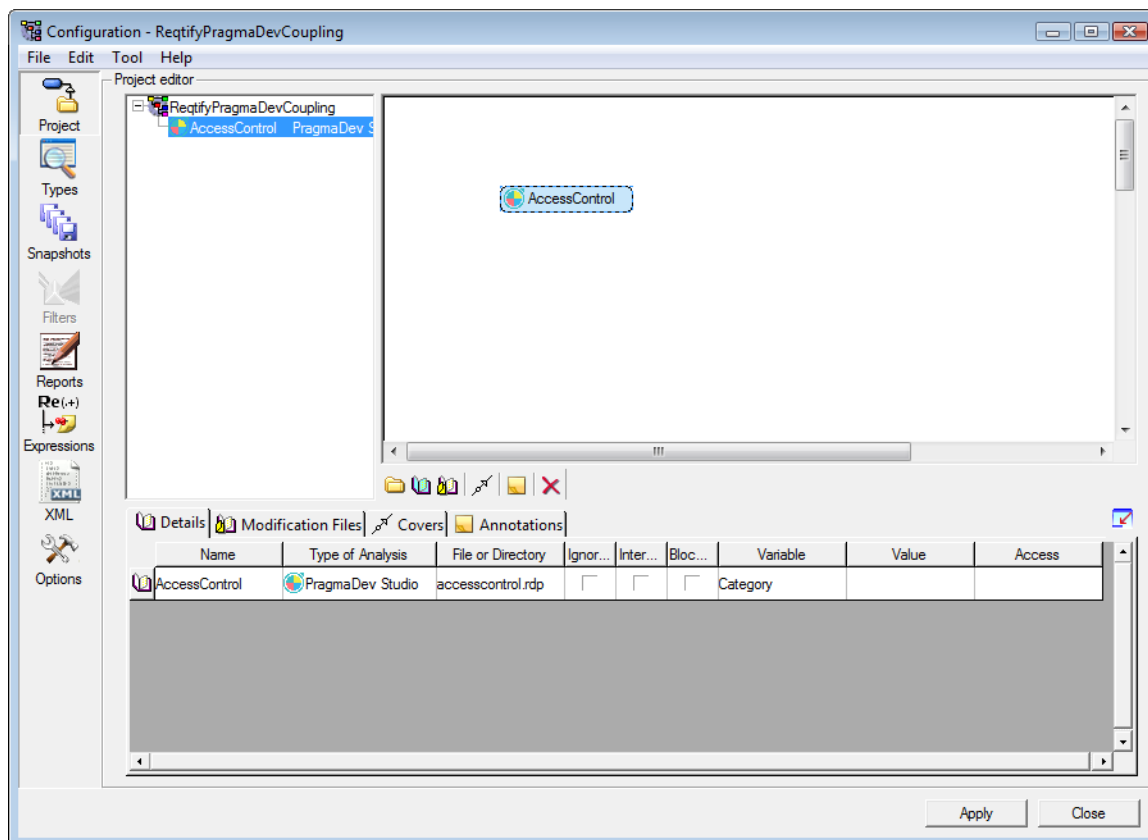 Configuration - ReqtifyPragmaDevCoupling
File Edit Tool Help
Project editor
Project
Types
Snapshots
Filters
Reports
Re(.+)
Expressions
XML
Options
ReqtifyPragmaDevCoupling
AccessControl PragmaDev S
AccessControl
Details Modification Files Covers Annotations
Name Type of Analysis File or Directory Ignor... Inter... Bloc... Variable Value Access
AccessControl PragmaDev Studio accesscontrol.rdp Category
Apply Close